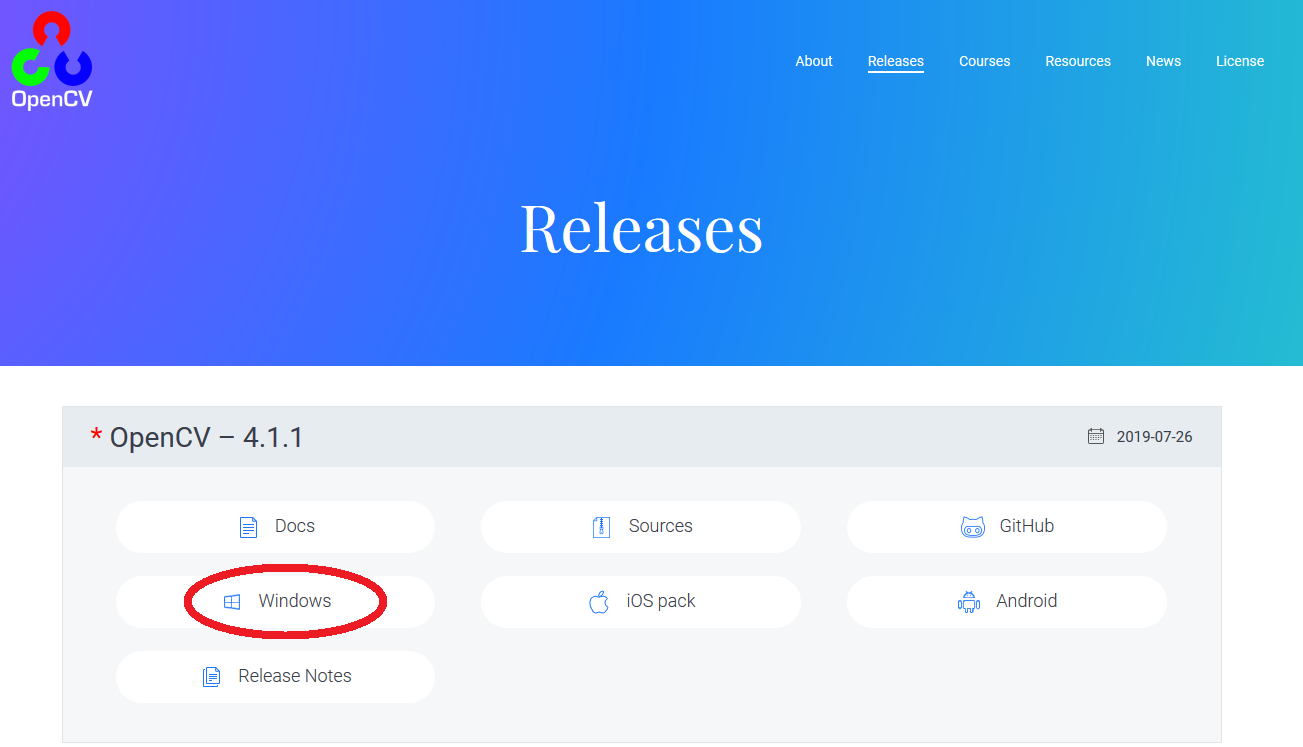 OpenCV
About Releases Courses Resources News License
Releases
* OpenCV – 4.1.1 2019-07-26
Docs Sources GitHub
Windows iOS pack Android
Release Notes